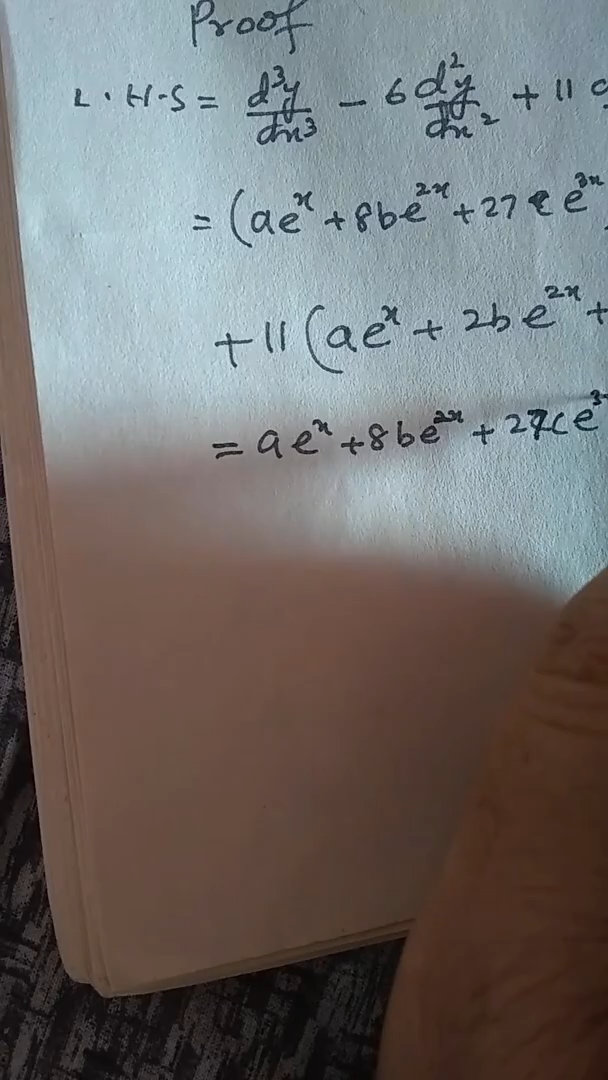 Proof
L.H.S = d³y/dx³ - 6 d²y/dx² + 11
= (ae^x + 8be^2x + 27ce^3x
+ 11 (ae^x + 2be^2x +
= ae^x + 8be^2x + 27ce^3